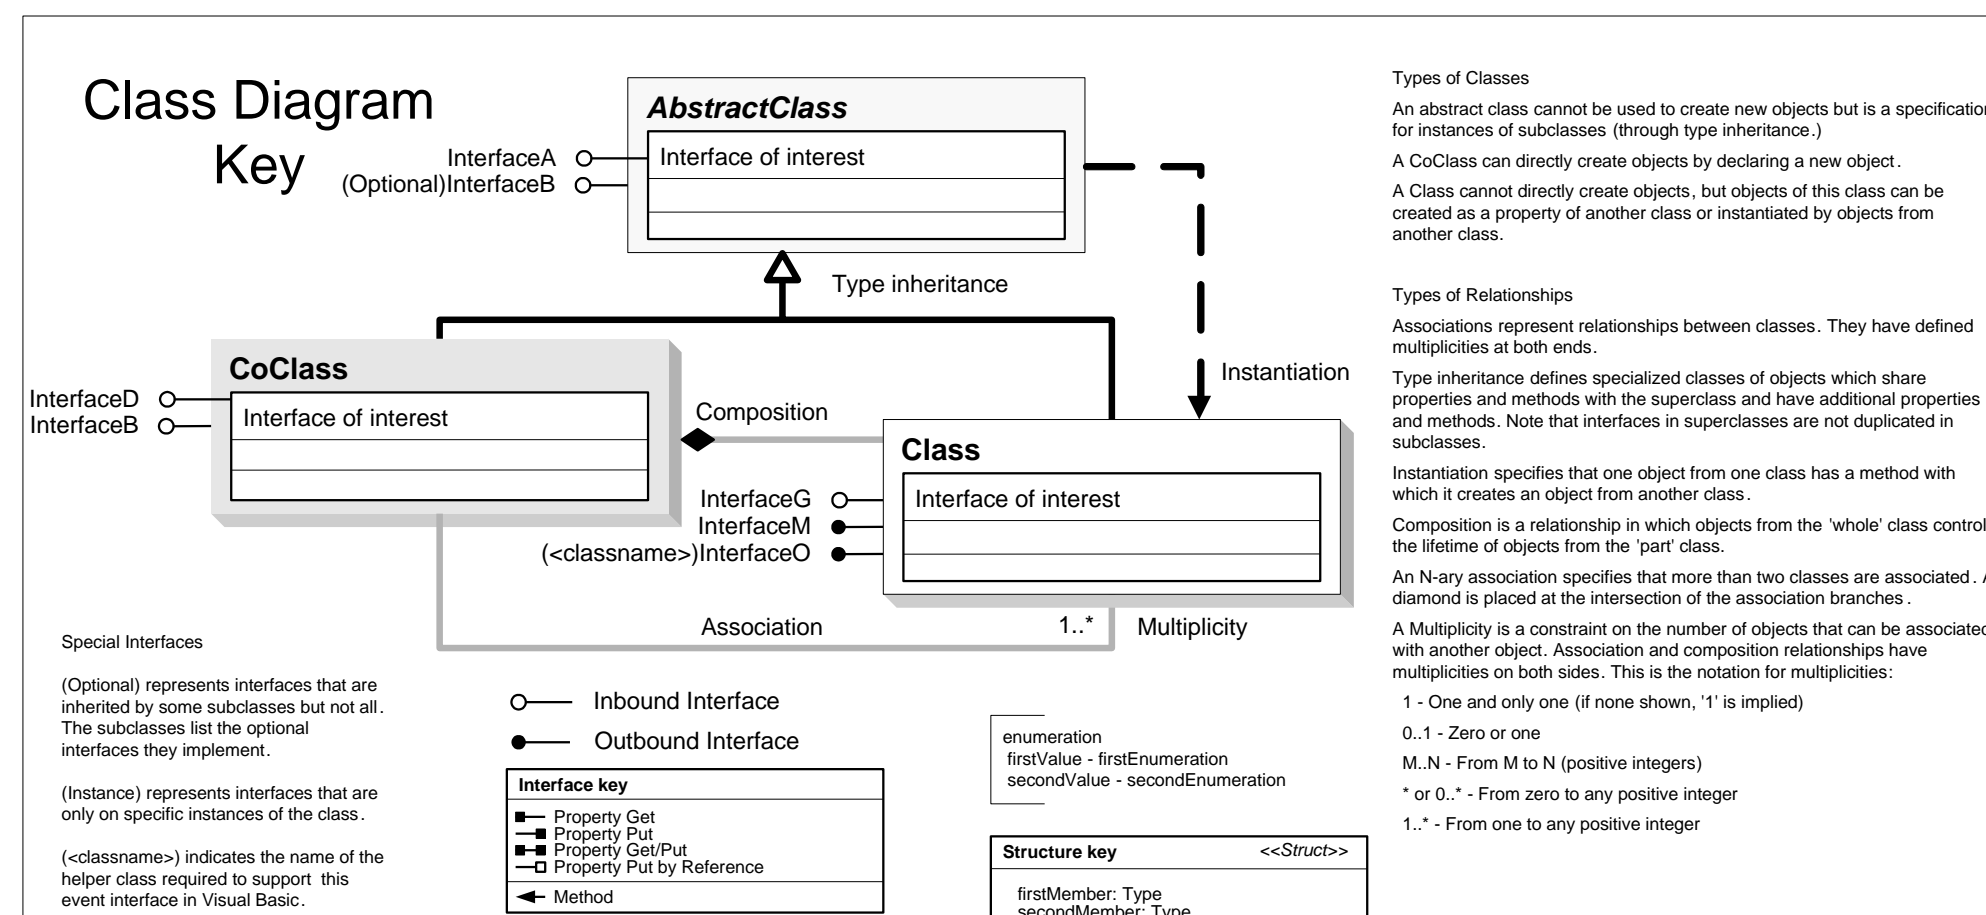 Class Diagram
Key
AbstractClass
InterfaceA
Interface of interest
(Optional)InterfaceB
Type inheritance
CoClass
InterfaceD
InterfaceB
Interface of interest
Composition
Instantiation
Class
InterfaceG
Interface of interest
InterfaceM
(<classname>)InterfaceO
Association
1..*
Multiplicity
Special Interfaces
(Optional) represents interfaces that are
inherited by some subclasses but not all.
The subclasses list the optional
interfaces they implement.
(Instance) represents interfaces that are
only on specific instances of the class.
(<classname>) indicates the name of the
helper class required to support this
event interface in Visual Basic.
Inbound Interface
Outbound Interface
Interface key
Property Get
Property Put
Property Get/Put
Property Put by Reference
Method
enumeration
firstValue - firstEnumeration
secondValue - secondEnumeration
Structure key
<<Struct>>
firstMember: Type
secondMember: Type
Types of Classes
An abstract class cannot be used to create new objects but is a specification
for instances of subclasses (through type inheritance.)
A CoClass can directly create objects by declaring a new object.
A Class cannot directly create objects, but objects of this class can be
created as a property of another class or instantiated by objects from
another class.
Types of Relationships
Associations represent relationships between classes. They have defined
multiplicities at both ends.
Type inheritance defines specialized classes of objects which share
properties and methods with the superclass and have additional properties
and methods. Note that interfaces in superclasses are not duplicated in
subclasses.
Instantiation specifies that one object from one class has a method with
which it creates an object from another class.
Composition is a relationship in which objects from the 'whole' class control
the lifetime of objects from the 'part' class.
An N-ary association specifies that more than two classes are associated. A
diamond is placed at the intersection of the association branches.
A Multiplicity is a constraint on the number of objects that can be associated
with another object. Association and composition relationships have
multiplicities on both sides. This is the notation for multiplicities:
1 - One and only one (if none shown, '1' is implied)
0..1 - Zero or one
M..N - From M to N (positive integers)
* or 0..* - From zero to any positive integer
1..* - From one to any positive integer